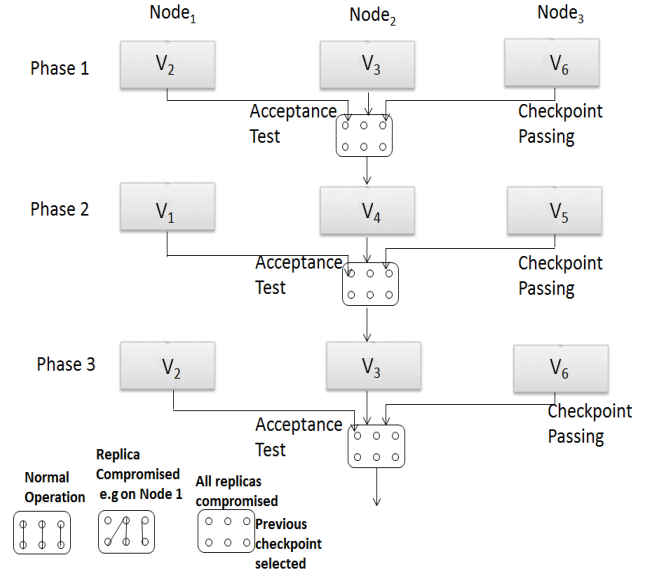 Node₁
Node₂
Node₃
Phase 1
V₂
V₃
V₆
Acceptance
Test
Checkpoint
Passing
Phase 2
V₁
V₄
V₅
Acceptance
Test
Checkpoint
Passing
Phase 3
V₂
V₃
V₆
Acceptance
Test
Checkpoint
Passing
Normal
Operation
Replica
Compromised
e.g on Node 1
All replicas
compromised
Previous
checkpoint
selected